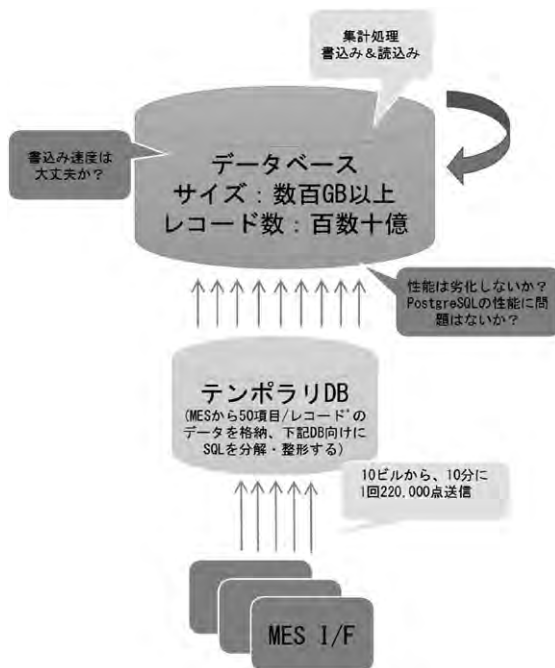 集計処理
書込み&読込み
書込み速度は
大丈夫か？
データベース
サイズ：数百GB以上
レコード数：百数十億
性能は劣化しないか？
PostgreSQLの性能に問
題はないか？
テンポラリDB
(MESから50項目/レコード゛の
データを格納、下記DB向けに
SQLを分解・整形する)
10ビルから、10分に
1回220,000点送信
MES I/F